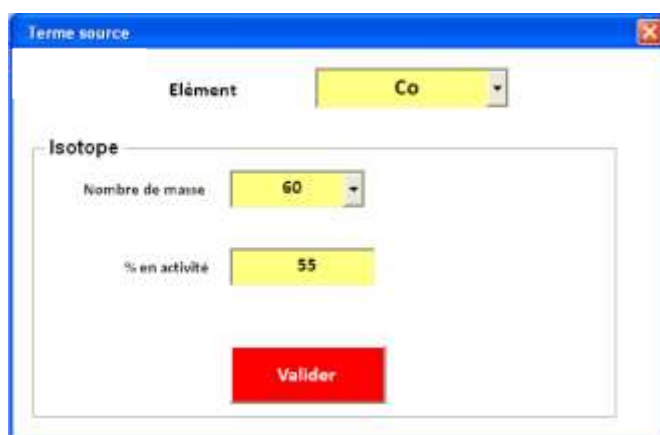 Terme source
Elément Co
Isotope
Nombre de masse 60
% en activité 55
Valider